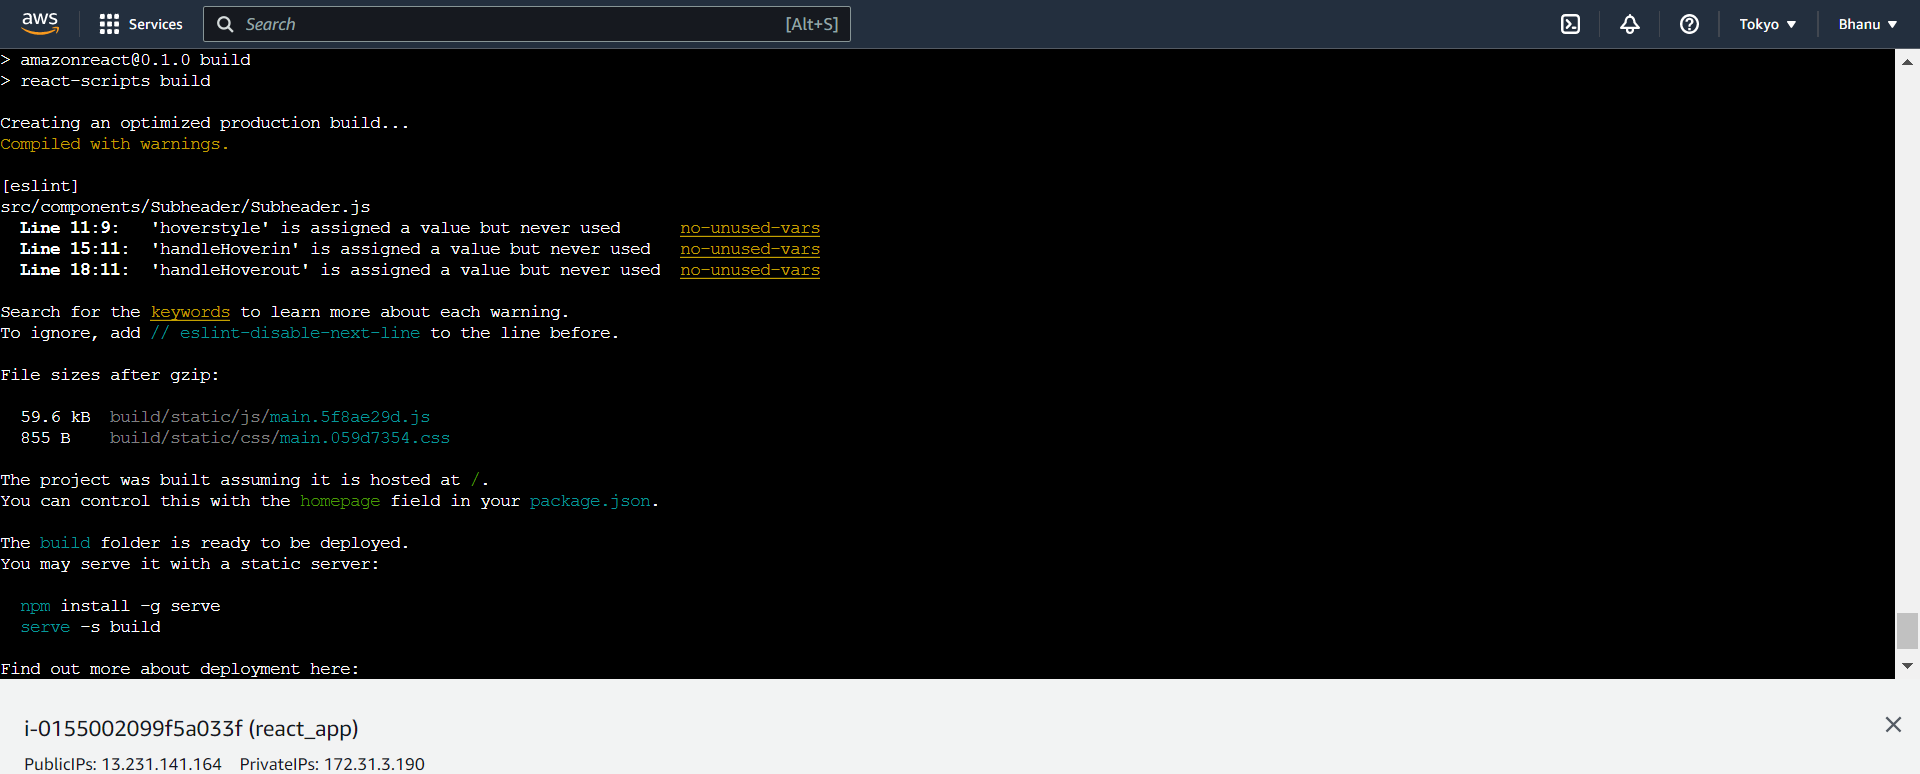 aws Services Search [Alt+S] Tokyo Bhanu
> amazonreact@0.1.0 build
> react-scripts build
Creating an optimized production build...
Compiled with warnings.
[eslint]
src/components/Subheader/Subheader.js
Line 11:9: 'hoverstyle' is assigned a value but never used no-unused-vars
Line 15:11: 'handleHoverin' is assigned a value but never used no-unused-vars
Line 18:11: 'handleHoverout' is assigned a value but never used no-unused-vars
Search for the keywords to learn more about each warning.
To ignore, add // eslint-disable-next-line to the line before.
File sizes after gzip:
59.6 kB build/static/js/main.5f8ae29d.js
855 B build/static/css/main.059d7354.css
The project was built assuming it is hosted at /.
You can control this with the homepage field in your package.json.
The build folder is ready to be deployed.
You may serve it with a static server:
npm install -g serve
serve -s build
Find out more about deployment here:
i-0155002099f5a033f (react_app)
PublicIPs: 13.231.141.164 PrivateIPs: 172.31.3.190